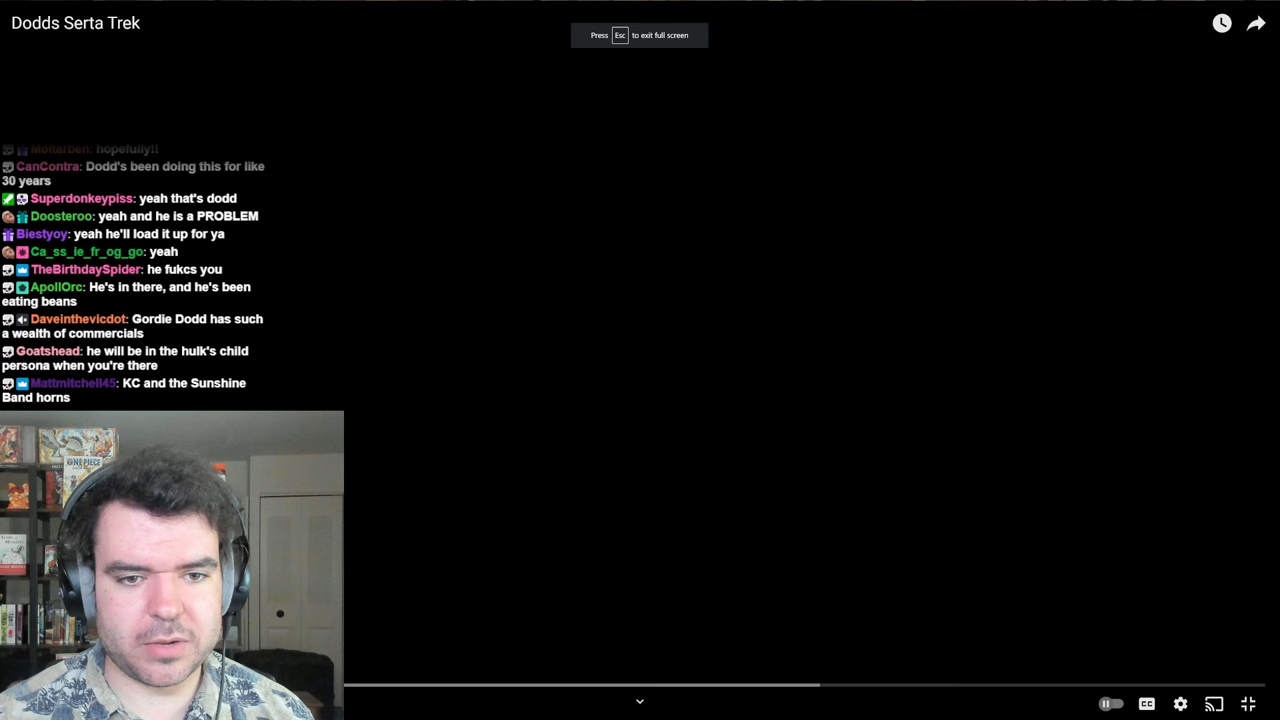 Dodds Serta Trek
Press Esc to exit full screen
Moltarben: hopefully!!
CanContra: Dodd's been doing this for like
30 years
Superdonkeypiss: yeah that's dodd
Doosteroo: yeah and he is a PROBLEM
Blestyoy: yeah he'll load it up for ya
Ca_ss_ie_fr_og_go: yeah
TheBirthdaySpider: he fukcs you
ApollOrc: He's in there, and he's been
eating beans
Daveinthevicdot: Gordie Dodd has such
a wealth of commercials
Goatshead: he will be in the hulk's child
persona when you're there
Mattmitchell45: KC and the Sunshine
Band horns
ONE PIECE
CC